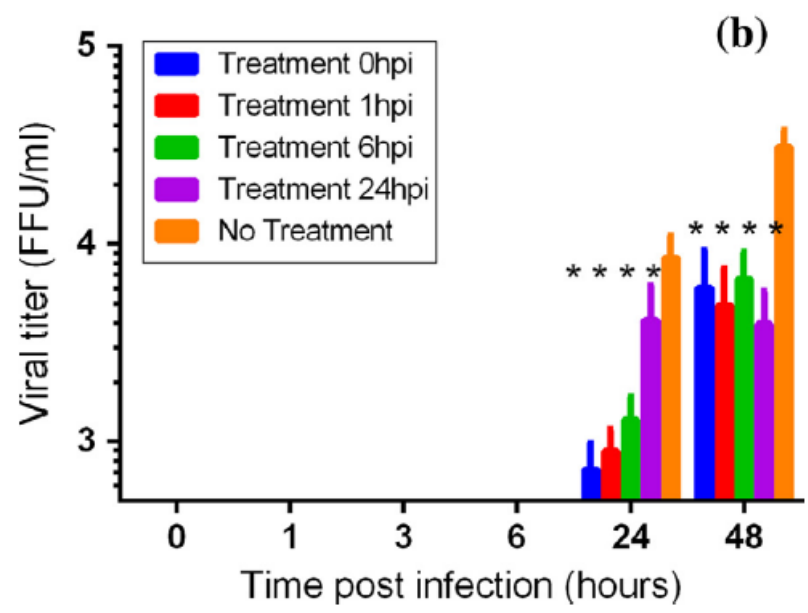 (b)
5
4
3
Viral titer (FFU/ml)
Treatment 0hpi
Treatment 1hpi
Treatment 6hpi
Treatment 24hpi
No Treatment
* * * *
* * * *
0 1 3 6 24 48
Time post infection (hours)